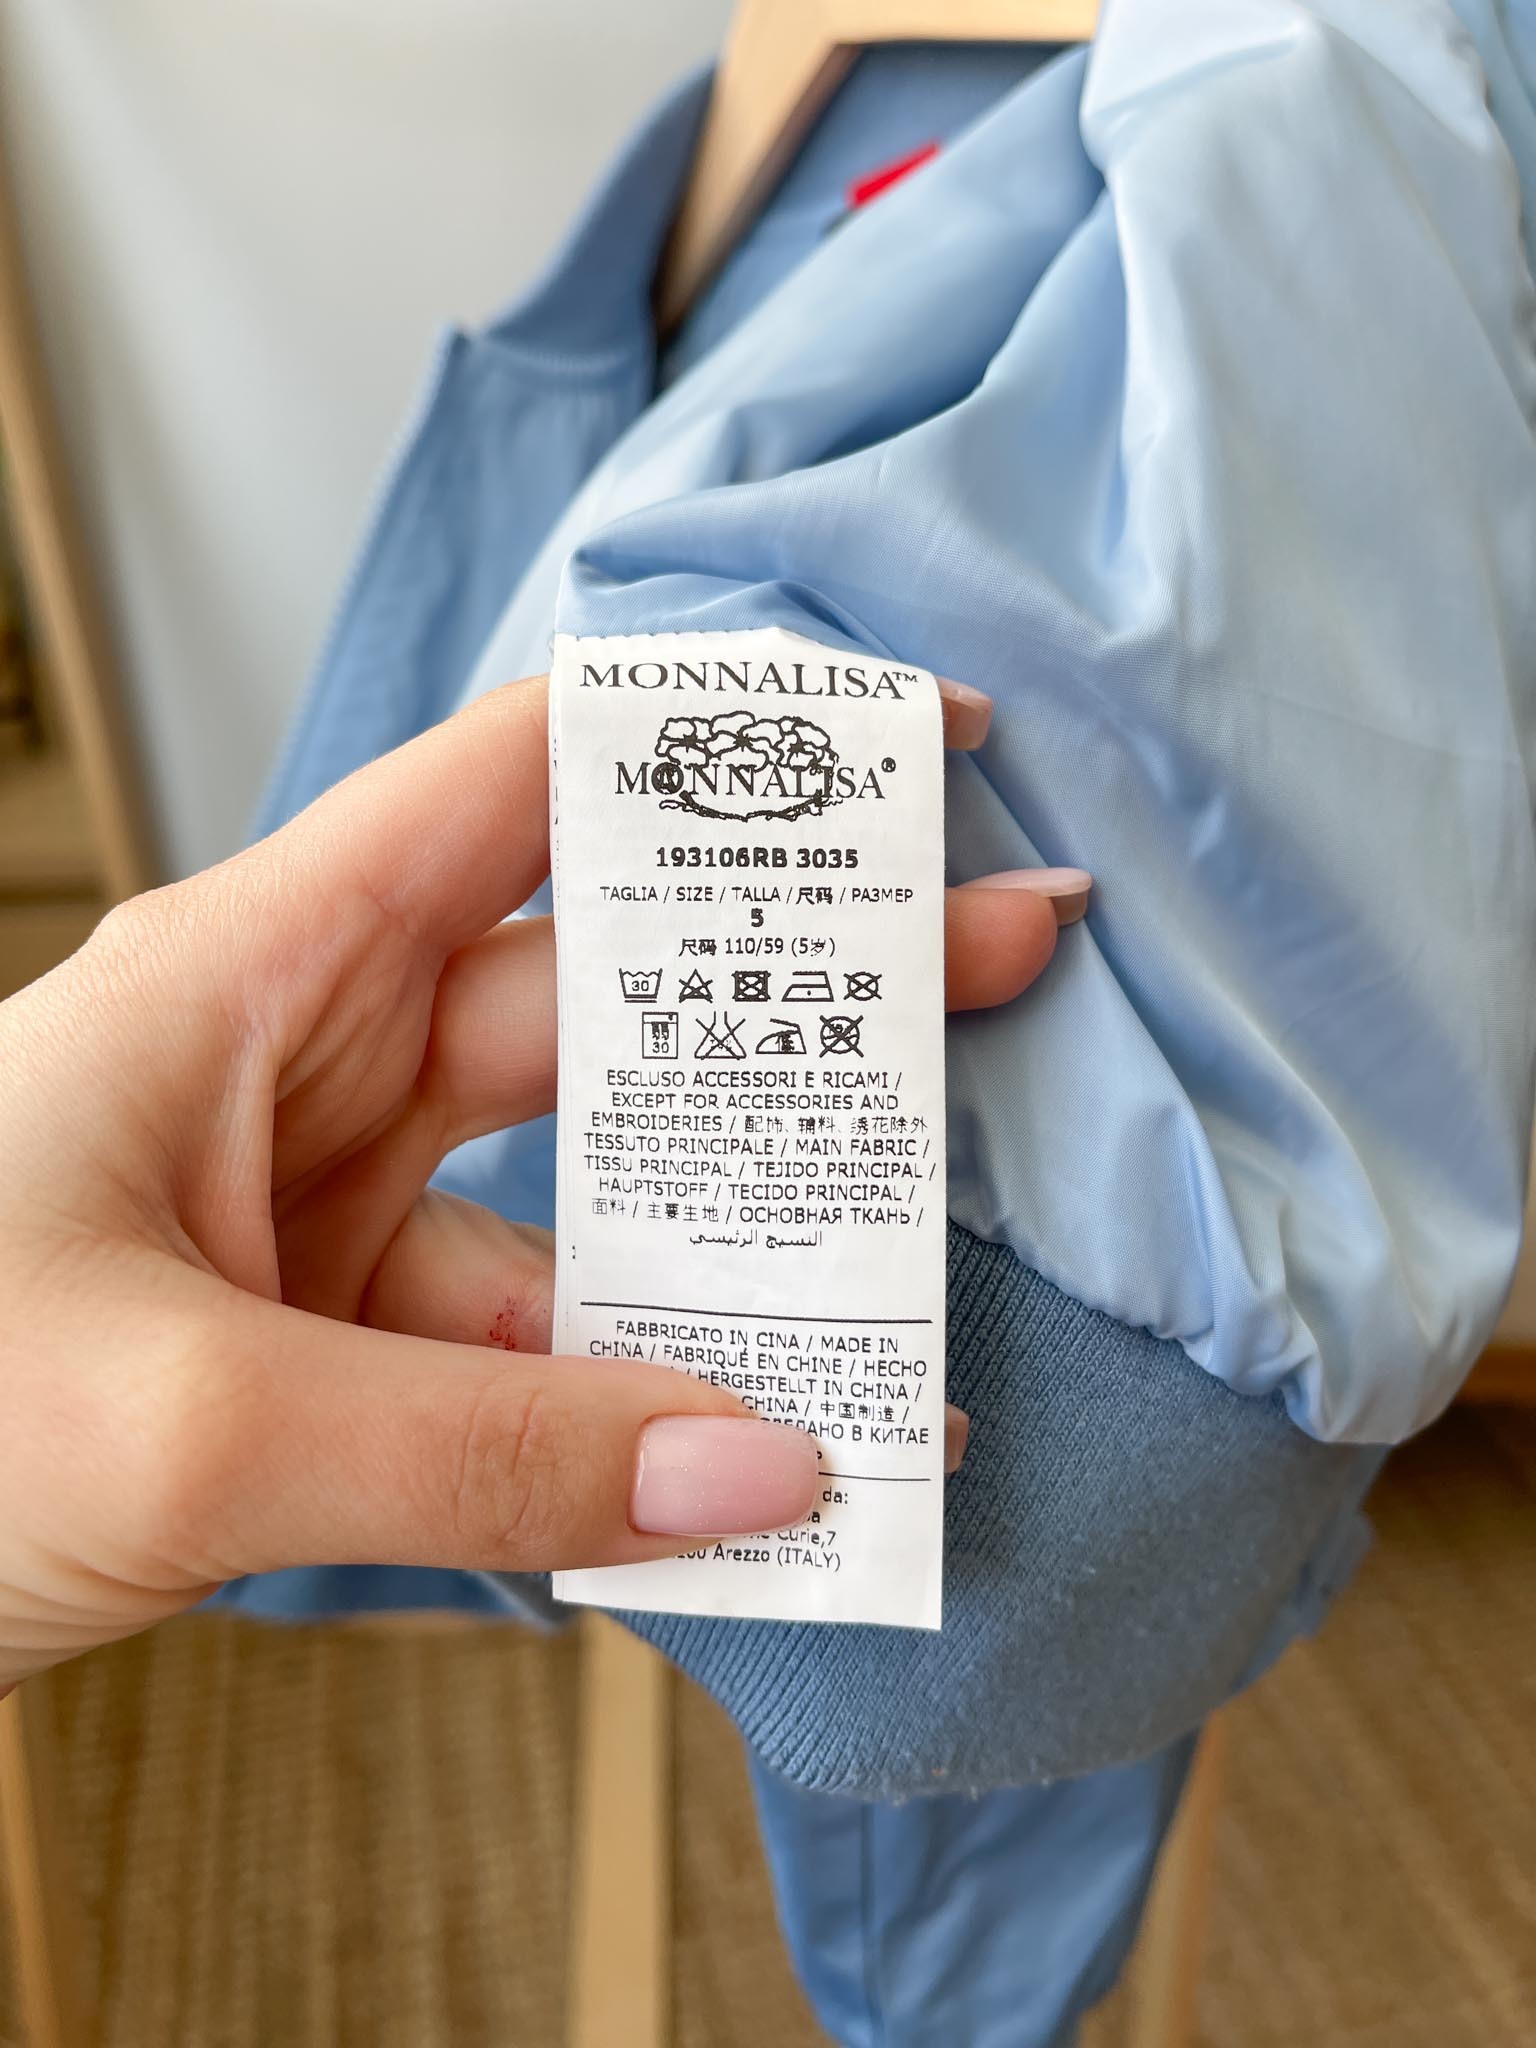 MONNALISA™
MONNALISA®
193106RB 3035
TAGLIA / SIZE / TALLA / 尺码 / РАЗМЕР
5
尺码 110/59 (5岁)
30
30
低
ESCLUSO ACCESSORI E RICAMI /
EXCEPT FOR ACCESSORIES AND
EMBROIDERIES / 配饰、辅料、绣花除外
TESSUTO PRINCIPALE / MAIN FABRIC /
TISSU PRINCIPAL / TEJIDO PRINCIPAL /
HAUPTSTOFF / TECIDO PRINCIPAL /
面料 / 主要生地 / ОСНОВНАЯ ТКАНЬ /
النسيج الرئيسي
FABBRICATO IN CINA / MADE IN
CHINA / FABRIQUÉ EN CHINE / HECHO
/ HERGESTELLT IN CHINA /
CHINA / 中国制造 /
В КИТАЕ
da:
Curie,7
Arezzo (ITALY)